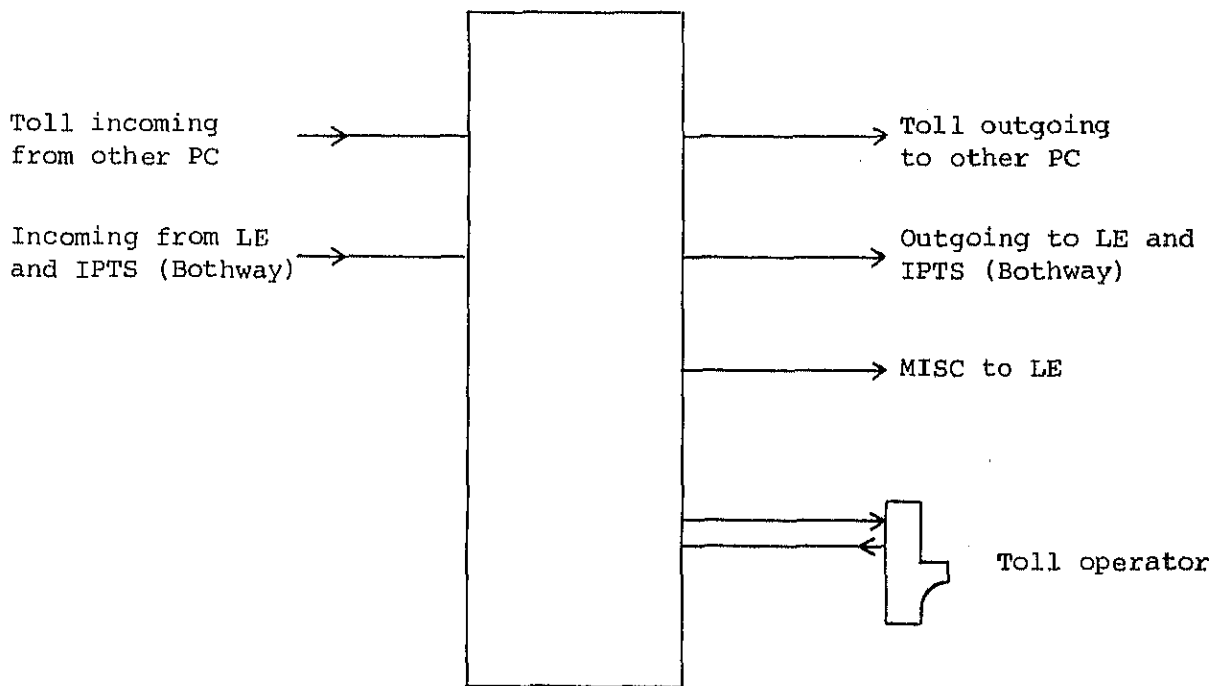 Toll incoming
from other PC
Toll outgoing
to other PC
Incoming from LE
and IPTS (Bothway)
Outgoing to LE and
IPTS (Bothway)
MISC to LE
Toll operator